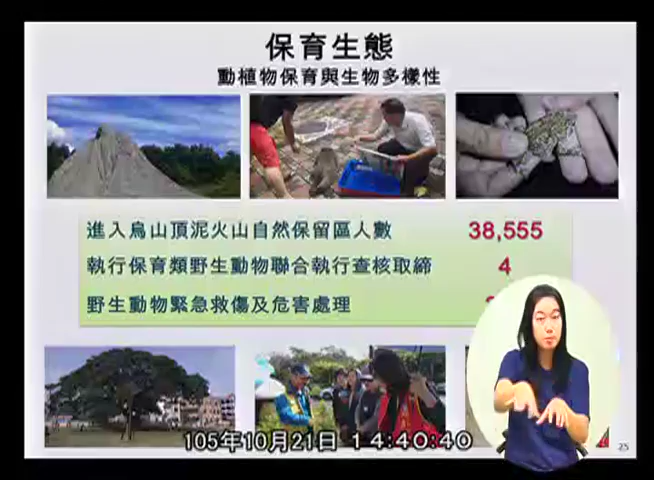 保育生態
動植物保育與生物多樣性
進入烏山頂泥火山自然保留區人數 38,555
執行保育類野生動物聯合執行查核取締 4
野生動物緊急救傷及危害處理
105年10月21日 14:40:40
25